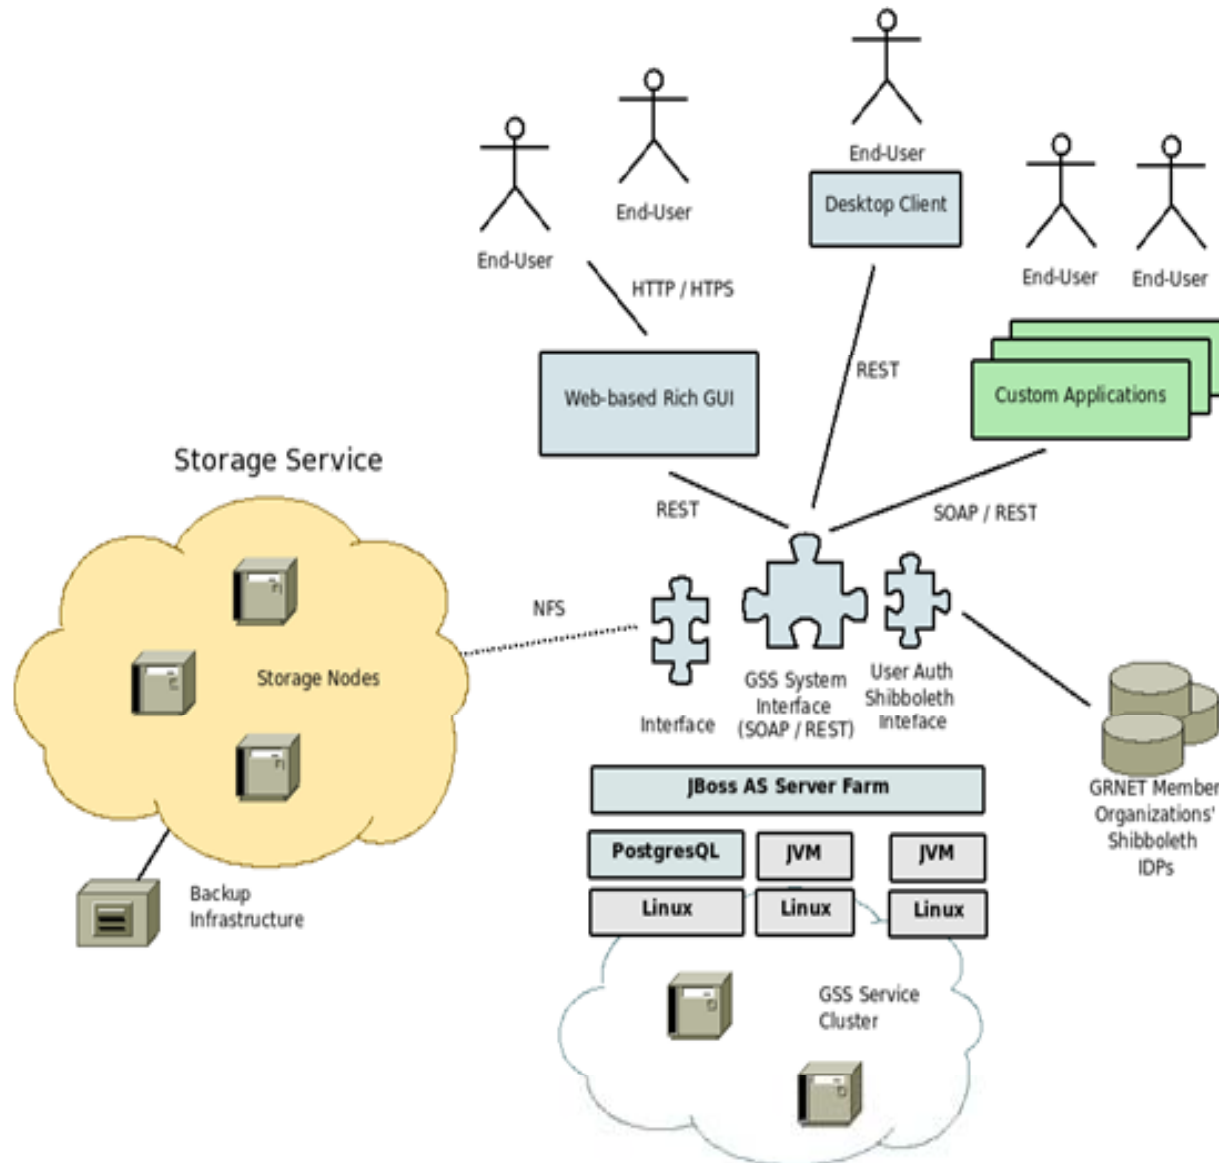 End-User
End-User
End-User
Desktop Client
End-User
End-User
HTTP / HTPS
REST
Web-based Rich GUI
Custom Applications
Storage Service
REST
SOAP / REST
NFS
Storage Nodes
Interface
GSS System
Interface
(SOAP / REST)
User Auth
Shibboleth
Inteface
JBoss AS Server Farm
GRNET Member
Organizations'
Shibboleth
IDPs
PostgresQL
JVM
JVM
Linux
Linux
Linux
Backup
Infrastructure
GSS Service
Cluster